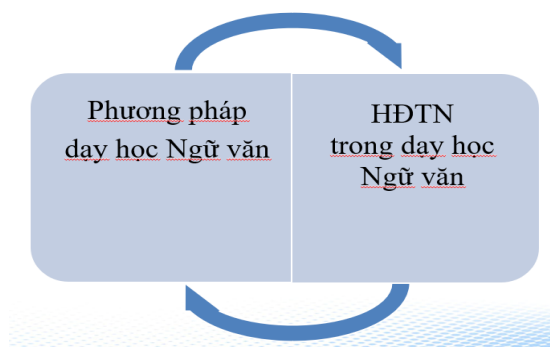 Phương pháp
dạy học Ngữ văn
HĐTN
trong dạy học
Ngữ văn